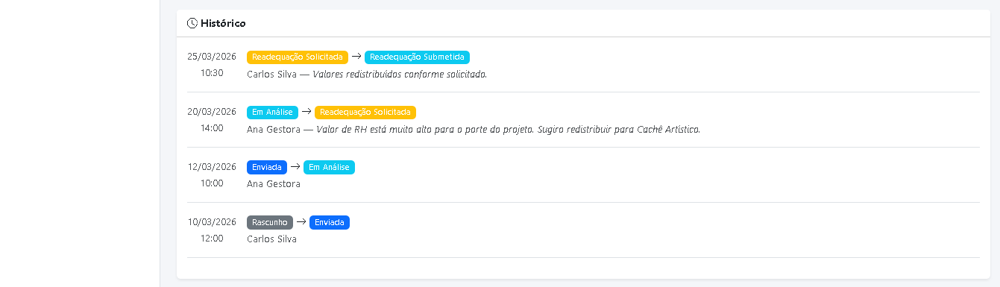 Histórico
25/03/2026 Readequação Solicitada → Readequação Submetida
10:30 Carlos Silva — Valores redistribuídos conforme solicitado.
20/03/2026 Em Análise → Readequação Solicitada
14:00 Ana Gestora — Valor de RH está muito alto para o porte do projeto. Sugiro redistribuir para Cachê Artístico.
12/03/2026 Enviada → Em Análise
10:00 Ana Gestora
10/03/2026 Rascunho → Enviada
12:00 Carlos Silva